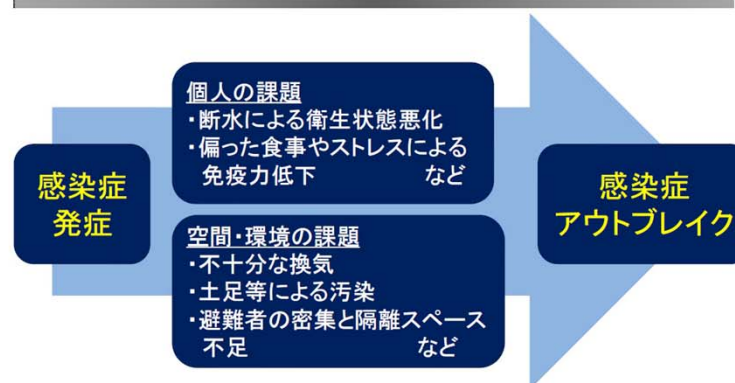 感染症
発症
個人の課題
・断水による衛生状態悪化
・偏った食事やストレスによる
免疫力低下 など
空間・環境の課題
・不十分な換気
・土足等による汚染
・避難者の密集と隔離スペース
不足 など
感染症
アウトブレイク